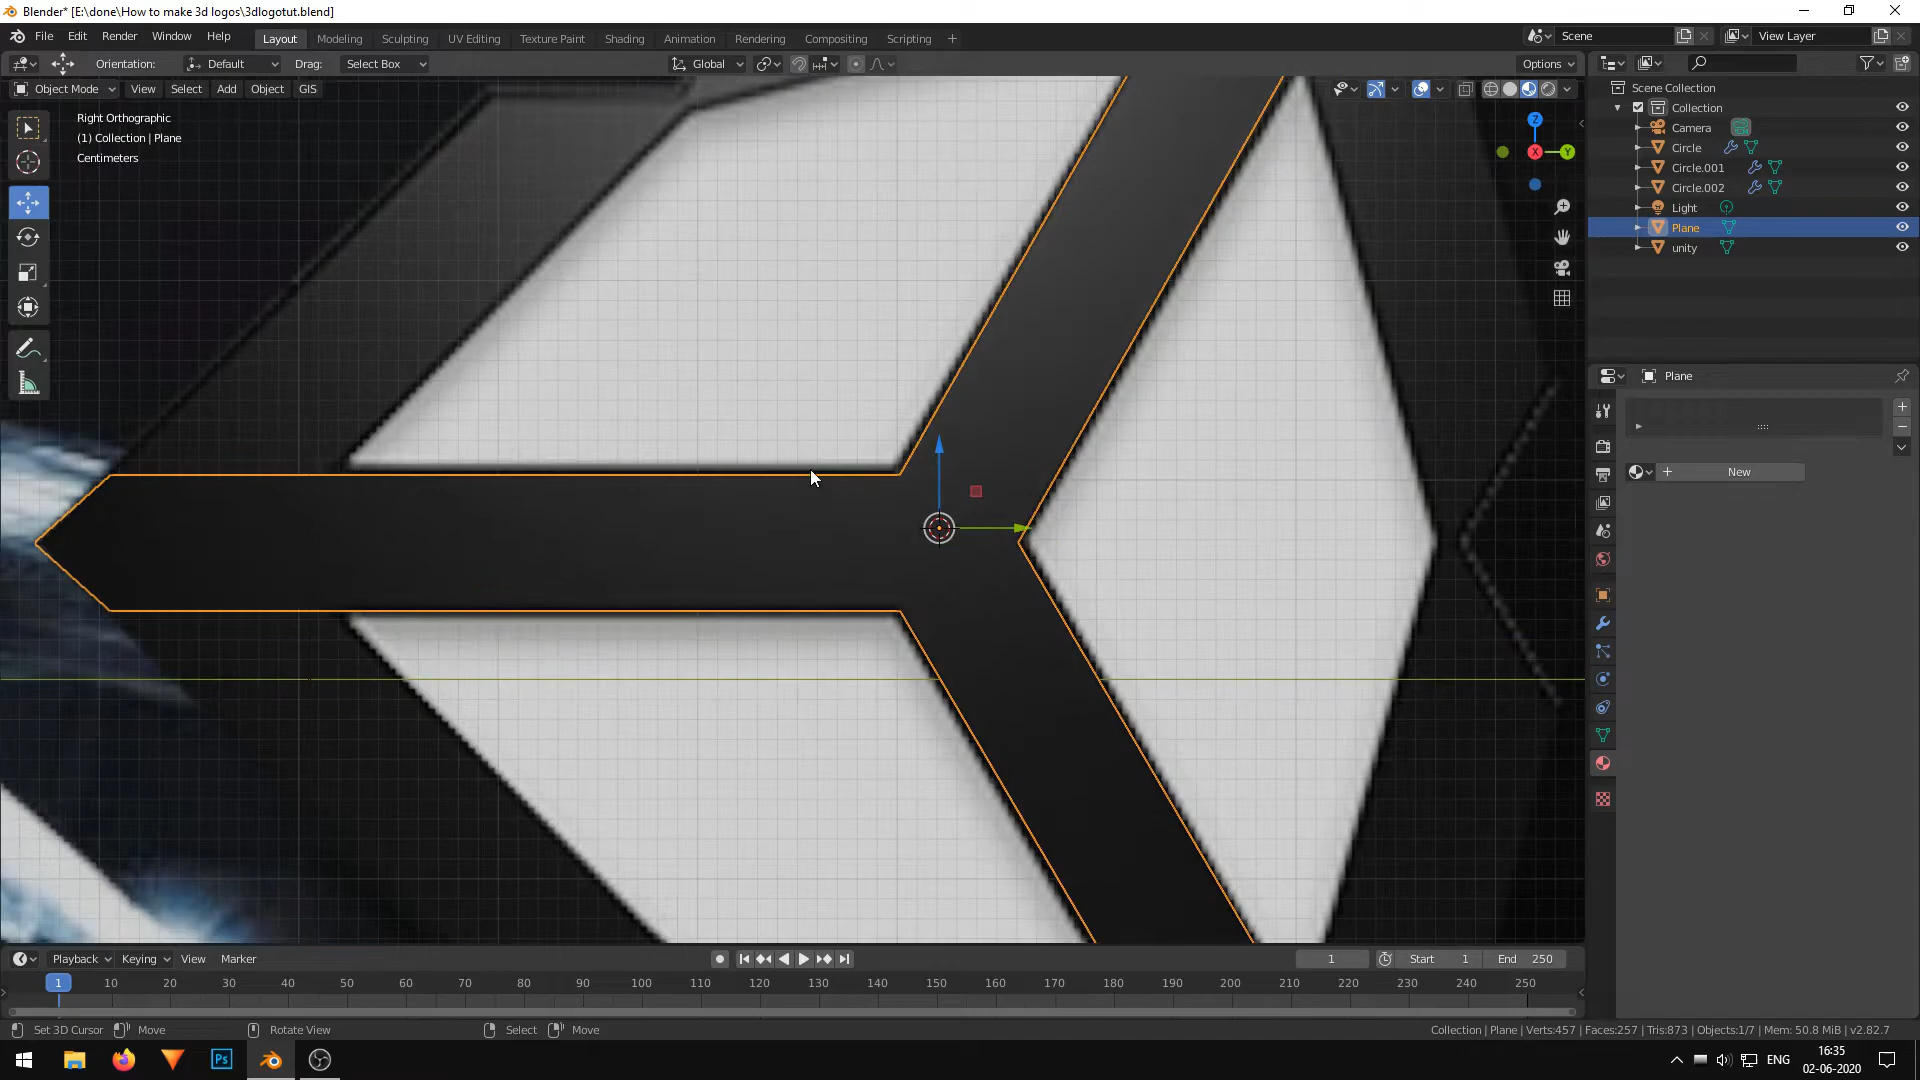 Blender* [E:\done\How to make 3d logos\3dlogotut.blend]
File Edit Render Window Help
Layout Modeling Sculpting UV Editing Texture Paint Shading Animation Rendering Compositing Scripting +
Scene
View Layer
Orientation: Default Drag: Select Box
Global
Options
Object Mode View Select Add Object GIS
Right Orthographic
(1) Collection | Plane
Centimeters
Z
X
Y
Scene Collection
Collection
Camera
Circle
Circle.001
Circle.002
Light
Plane
unity
Plane
New
Playback Keying View Marker
1
Start 1
End 250
1 10 20 30 40 50 60 70 80 90 100 110 120 130 140 150 160 170 180 190 200 210 220 230 240 250
Set 3D Cursor Move Rotate View Select Move
Collection | Plane | Verts:457 | Faces:257 | Tris:873 | Objects:1/7 | Mem: 50.8 MiB | v2.82.7
Ps
ENG
16:35
02-06-2020